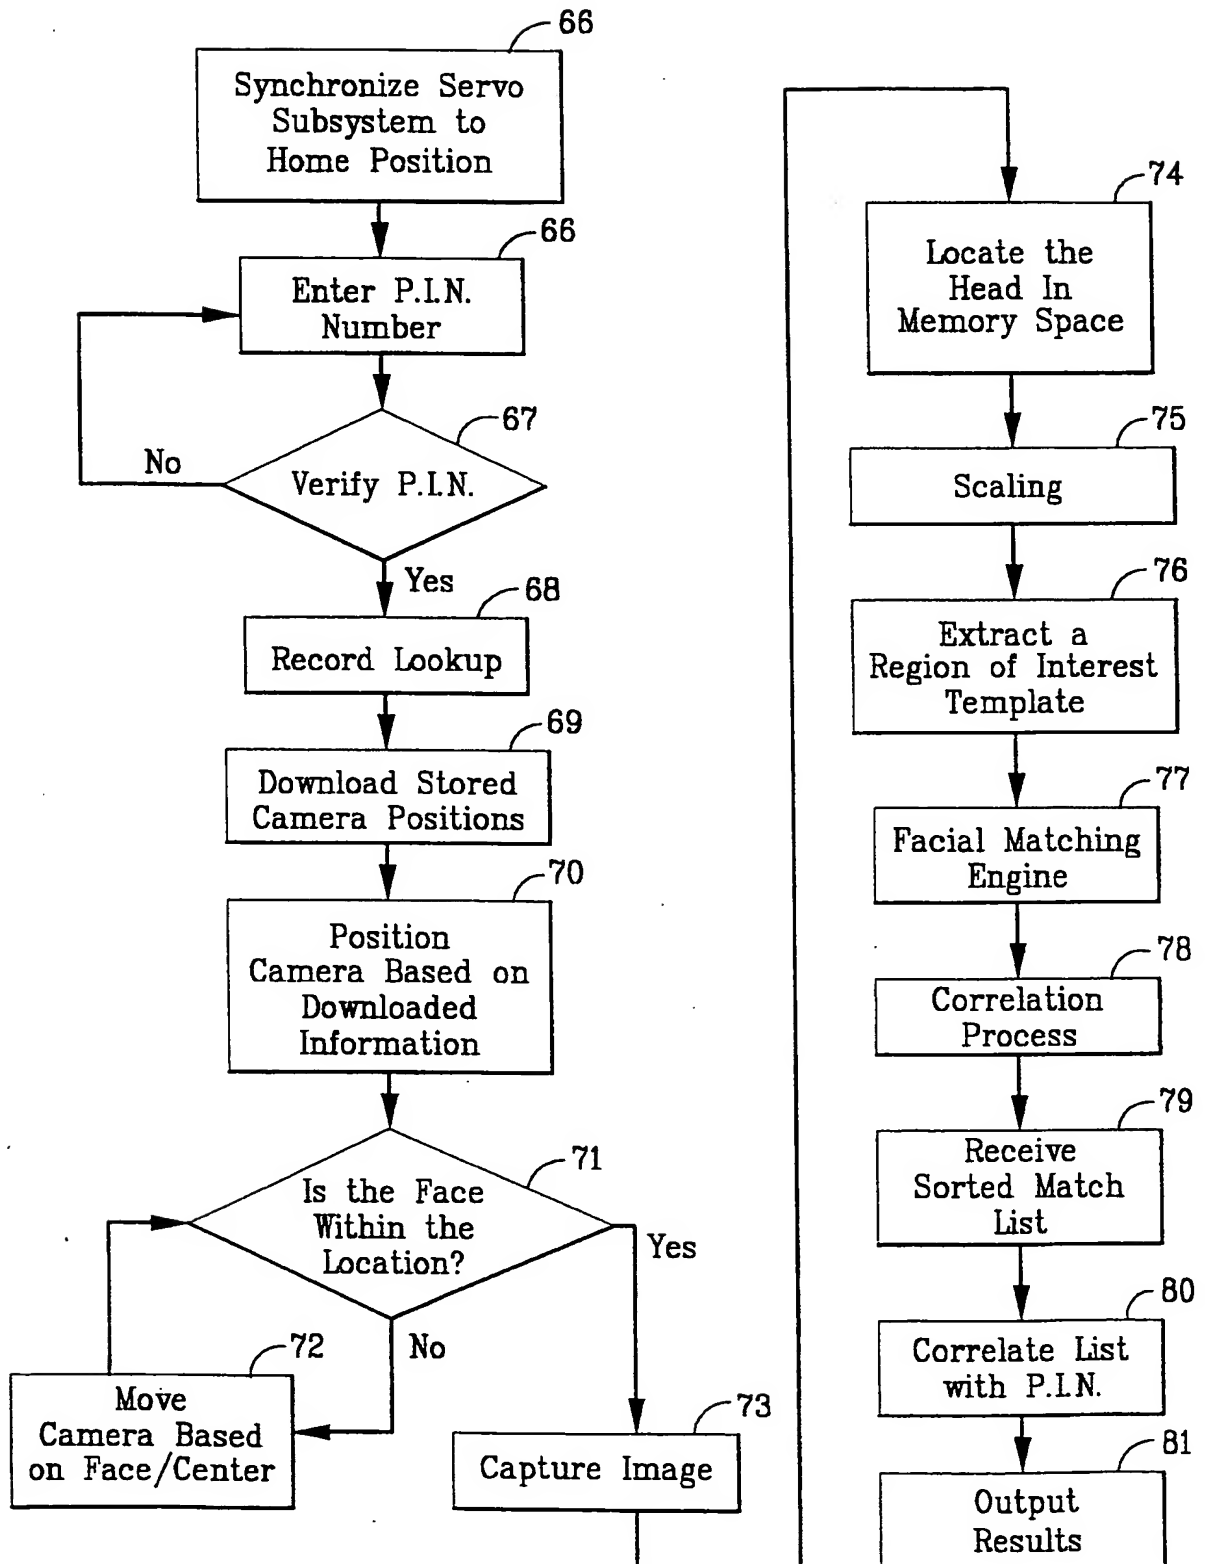 66
Synchronize Servo
Subsystem to
Home Position
66
Enter P.I.N.
Number
67
Verify P.I.N.
No
Yes
68
Record Lookup
69
Download Stored
Camera Positions
70
Position
Camera Based on
Downloaded
Information
71
Is the Face
Within the
Location?
Yes
No
72
Move
Camera Based
on Face/Center
73
Capture Image
74
Locate the
Head In
Memory Space
75
Scaling
76
Extract a
Region of Interest
Template
77
Facial Matching
Engine
78
Correlation
Process
79
Receive
Sorted Match
List
80
Correlate List
with P.I.N.
81
Output
Results